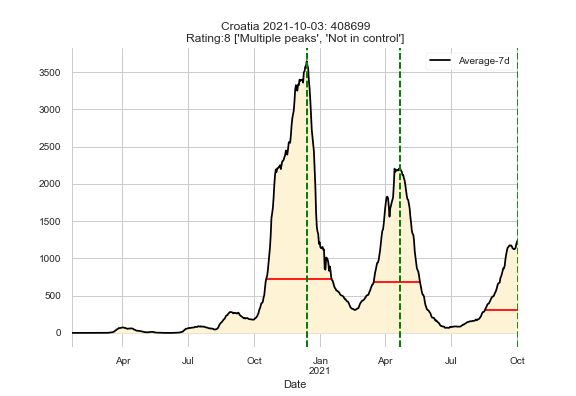 Croatia 2021-10-03: 408699
Rating:8 ['Multiple peaks', 'Not in control']
Average-7d
3500
3000
2500
2000
1500
1000
500
0
Apr Jul Oct Jan Apr Jul Oct
2021
Date